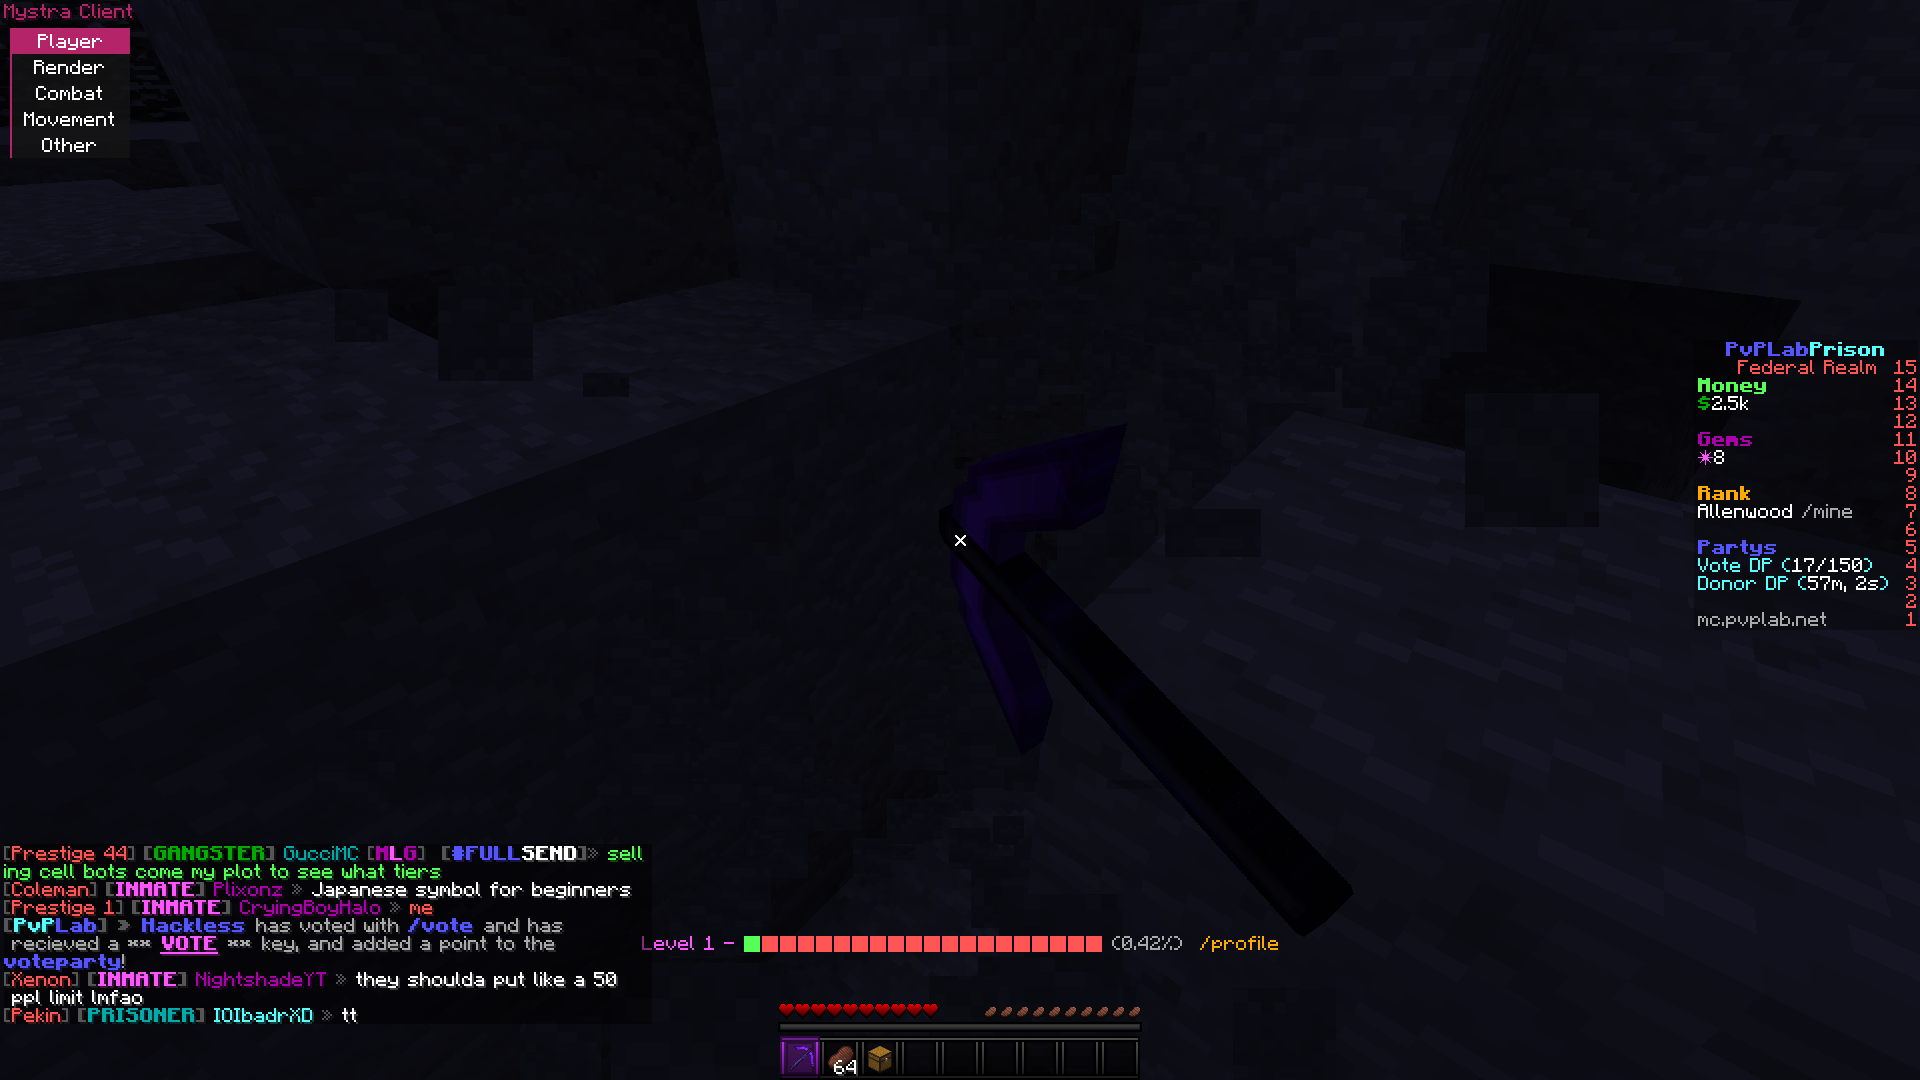 Mystra Client
Player
Render
Combat
Movement
Other
PvPLabPrison
Federal Realm 15
Money 14
$2.5k 13
12
Gems 11
✴8 10
9
Rank 8
Allenwood /mine 7
6
Partys 5
Vote DP (17/150) 4
Donor DP (57m, 2s) 3
2
mc.pvplab.net 1
[Prestige 44] [GANGSTER] GucciMC [MLG] [#FULLSEND]» sell
ing cell bots come my plot to see what tiers
[Coleman] [INMATE] Plixonz » Japanese symbol for beginners
[Prestige 1] [INMATE] CryingBoyHalo » me
[PvPLab] » Hackless has voted with /vote and has
recieved a ** VOTE ** key, and added a point to the
voteparty!
[Xenon] [INMATE] NightshadeYT » they shoulda put like a 50
ppl limit lmfao
[Pekin] [PRISONER] IOIbadrXD » tt
Level 1 - (0.42%) /profile
64